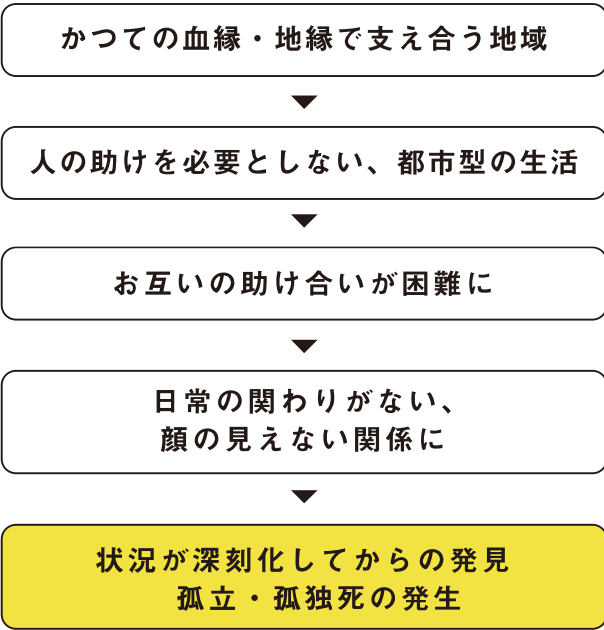 かつての血縁・地縁で支え合う地域
人の助けを必要としない、都市型の生活
お互いの助け合いが困難に
日常の関わりがない、
顔の見えない関係に
状況が深刻化してからの発見
孤立・孤独死の発生